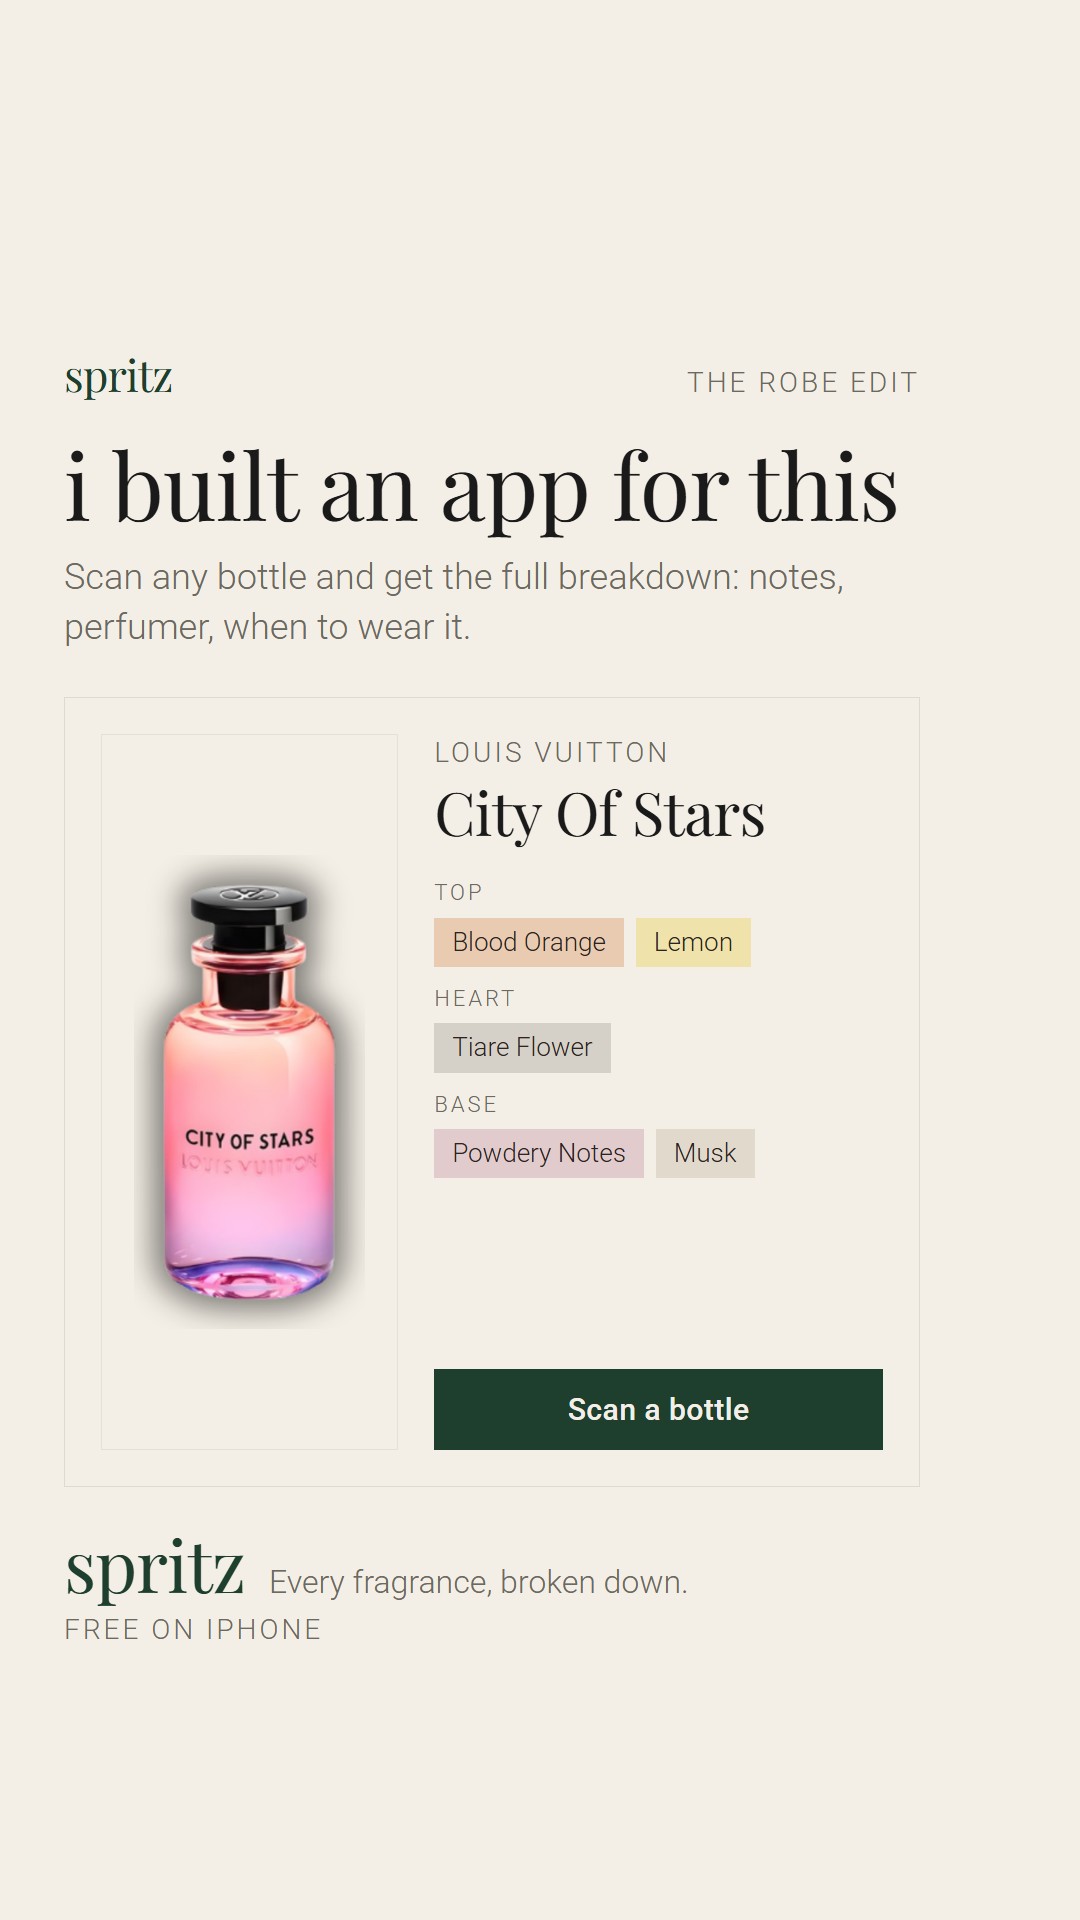 spritz
THE ROBE EDIT
i built an app for this
Scan any bottle and get the full breakdown: notes,
perfumer, when to wear it.
LOUIS VUITTON
City Of Stars
TOP
Blood Orange
Lemon
HEART
Tiare Flower
BASE
Powdery Notes
Musk
CITY OF STARS
LOUIS VUITTON
Scan a bottle
spritz
Every fragrance, broken down.
FREE ON IPHONE